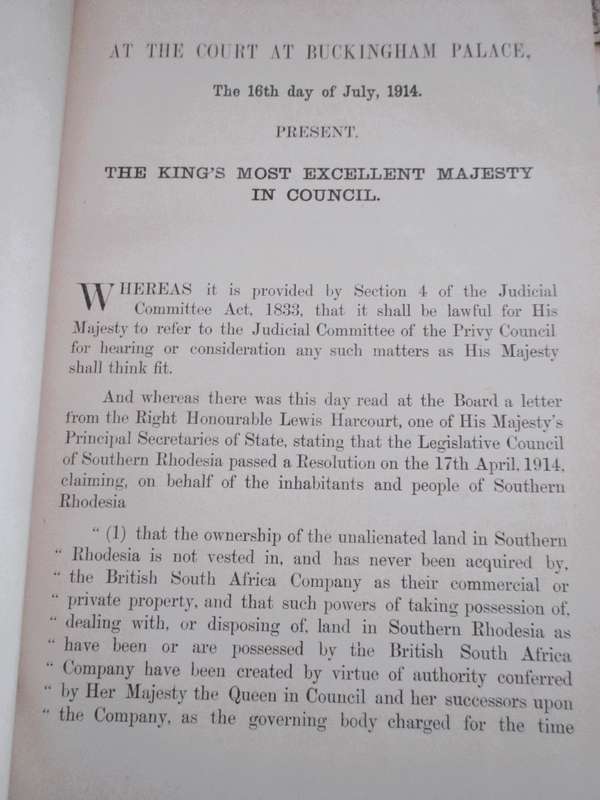 AT THE COURT AT BUCKINGHAM PALACE,
The 16th day of July, 1914.
PRESENT.
THE KING'S MOST EXCELLENT MAJESTY
IN COUNCIL.
WHEREAS it is provided by Section 4 of the Judicial
Committee Act, 1833, that it shall be lawful for His
Majesty to refer to the Judicial Committee of the Privy Council
for hearing or consideration any such matters as His Majesty
shall think fit.
And whereas there was this day read at the Board a letter
from the Right Honourable Lewis Harcourt, one of His Majesty's
Principal Secretaries of State, stating that the Legislative Council
of Southern Rhodesia passed a Resolution on the 17th April, 1914,
claiming, on behalf of the inhabitants and people of Southern
Rhodesia
" (1) that the ownership of the unalienated land in Southern
" Rhodesia is not vested in, and has never been acquired by,
" the British South Africa Company as their commercial or
" private property, and that such powers of taking possession of,
" dealing with, or disposing of, land in Southern Rhodesia as
" have been or are possessed by the British South Africa
" Company have been created by virtue of authority conferred
" by Her Majesty the Queen in Council and her successors upon
" the Company, as the governing body charged for the time